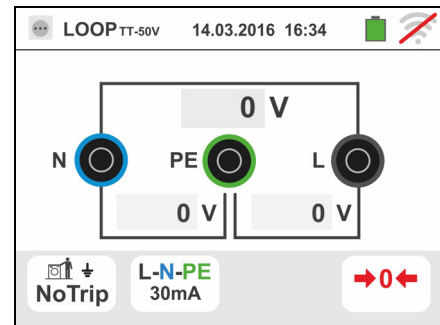 LOOP TT-50V 14.03.2016 16:34
0 V
N PE L
0 V 0 V
NoTrip
L-N-PE
30mA
0